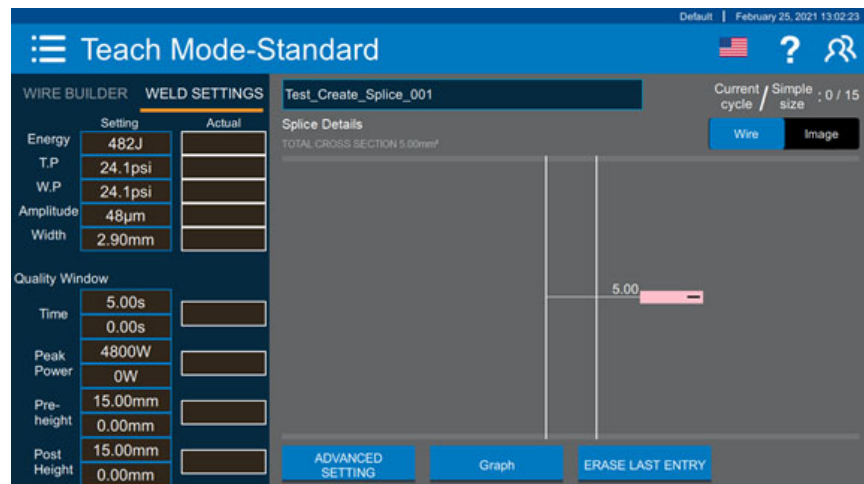 Default | February 25, 2021 13:02:23
Teach Mode-Standard
?
WIRE BUILDER WELD SETTINGS
Setting Actual
Energy 482J
T.P 24.1psi
W.P 24.1psi
Amplitude 48µm
Width 2.90mm
Quality Window
Time 5.00s
0.00s
Peak Power 4800W
0W
Pre-height 15.00mm
0.00mm
Post Height 15.00mm
0.00mm
Test_Create_Splice_001
Current cycle / Simple size : 0 / 15
Splice Details
TOTAL CROSS SECTION 5.00mm²
Wire Image
5.00
ADVANCED SETTING
Graph
ERASE LAST ENTRY